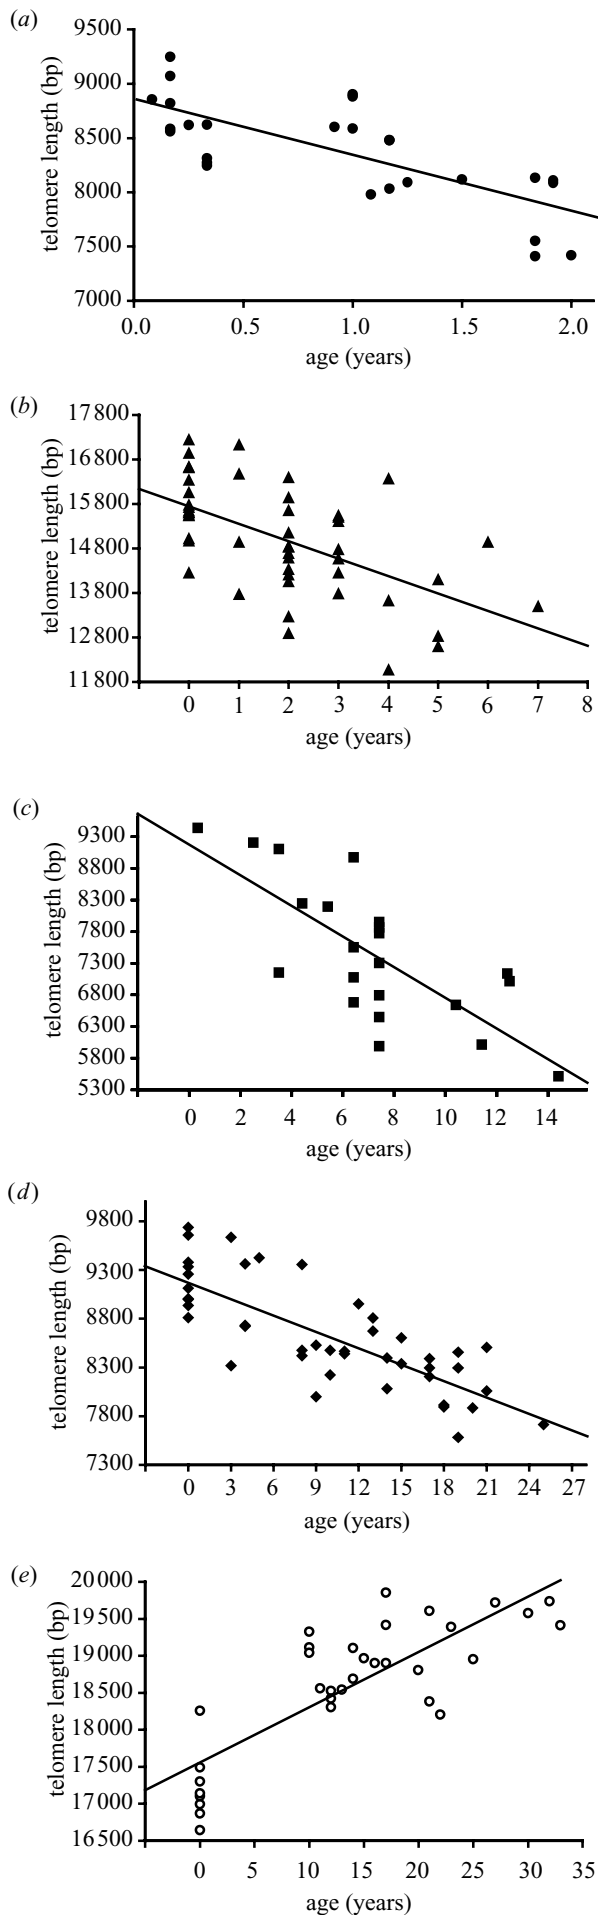 (a)
9500
9000
8500
8000
7500
7000
telomere length (bp)
0.0 0.5 1.0 1.5 2.0
age (years)
(b)
17800
16800
15800
14800
13800
12800
11800
telomere length (bp)
0 1 2 3 4 5 6 7 8
age (years)
(c)
9300
8800
8300
7800
7300
6800
6300
5800
5300
telomere length (bp)
0 2 4 6 8 10 12 14
age (years)
(d)
9800
9300
8800
8300
7800
7300
telomere length (bp)
0 3 6 9 12 15 18 21 24 27
age (years)
(e)
20000
19500
19000
18500
18000
17500
17000
16500
telomere length (bp)
0 5 10 15 20 25 30 35
age (years)